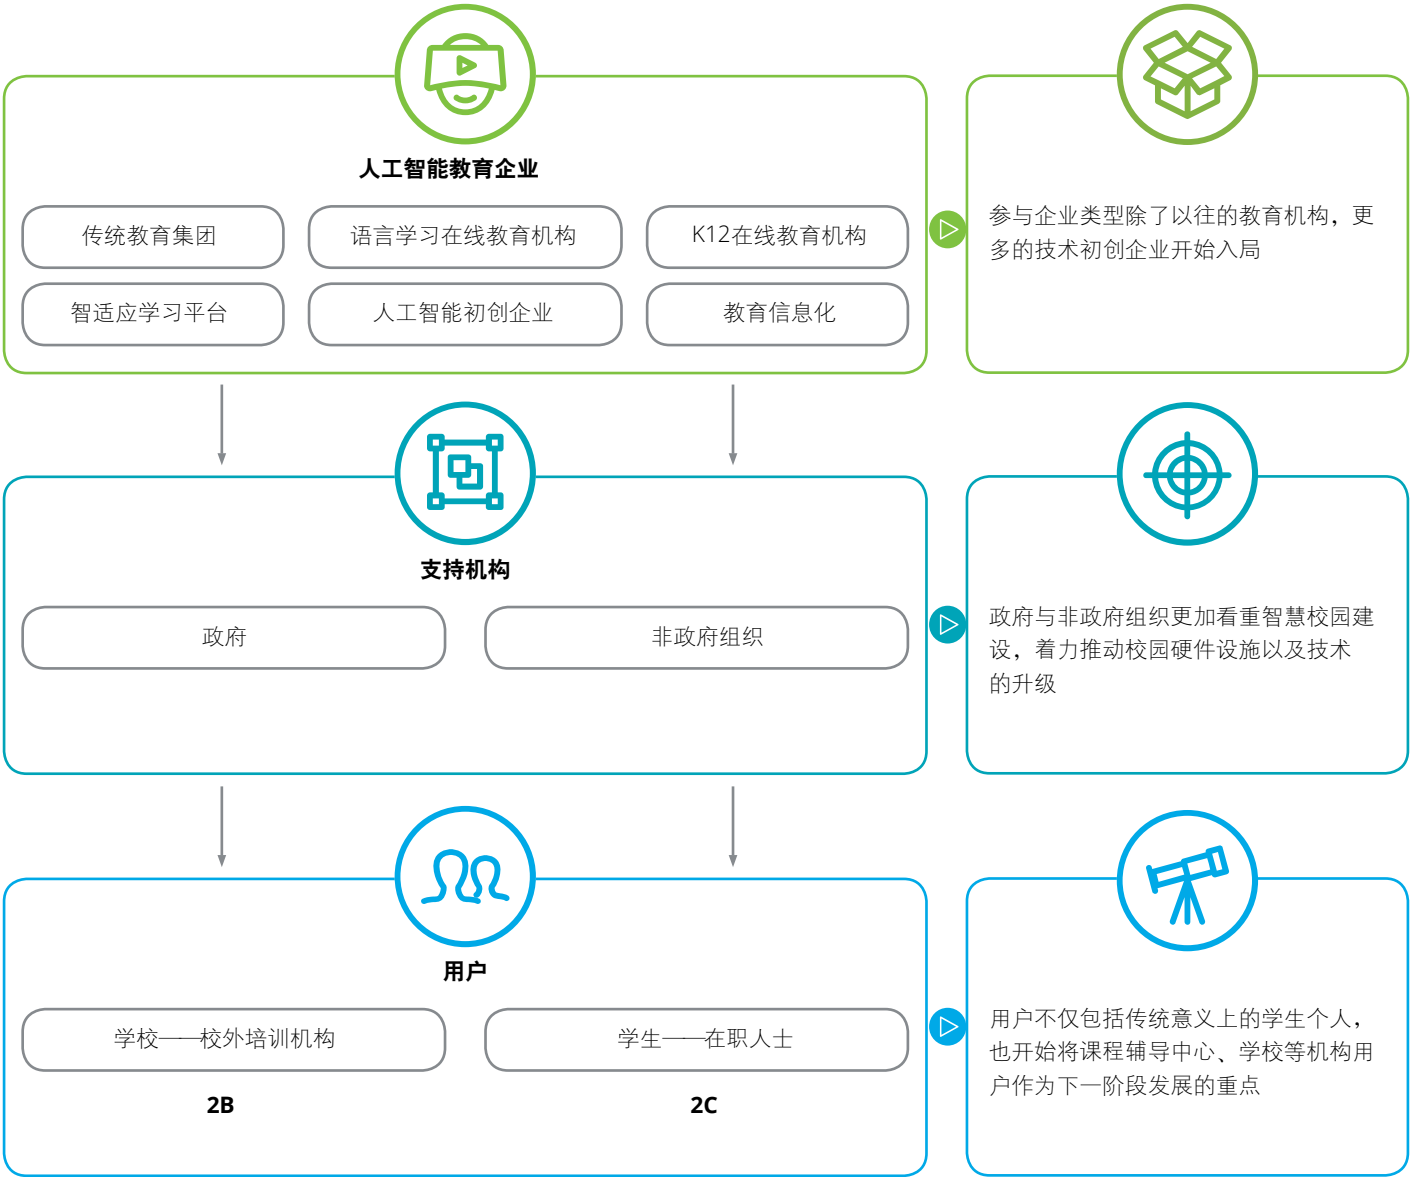 人工智能教育企业
传统教育集团
语言学习在线教育机构
K12在线教育机构
智适应学习平台
人工智能初创企业
教育信息化
参与企业类型除了以往的教育机构，更
多的技术初创企业开始入局
支持机构
政府
非政府组织
政府与非政府组织更加看重智慧校园建
设，着力推动校园硬件设施以及技术
的升级
用户
学校——校外培训机构
学生——在职人士
2B
2C
用户不仅包括传统意义上的学生个人，
也开始将课程辅导中心、学校等机构用
户作为下一阶段发展的重点